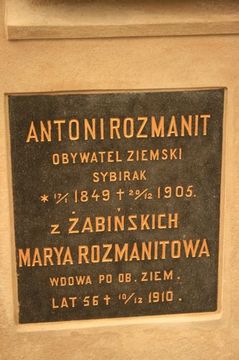 ANTONI ROZMANIT
OBYWATEL ZIEMSKI
SYBIRAK
* 17/1 1849 † 20/12 1905.
Z ŻABIŃSKICH
MARYA ROZMANITOWA
WDOWA PO OB. ZIEM.
LAT 56 † 10/12 1910.